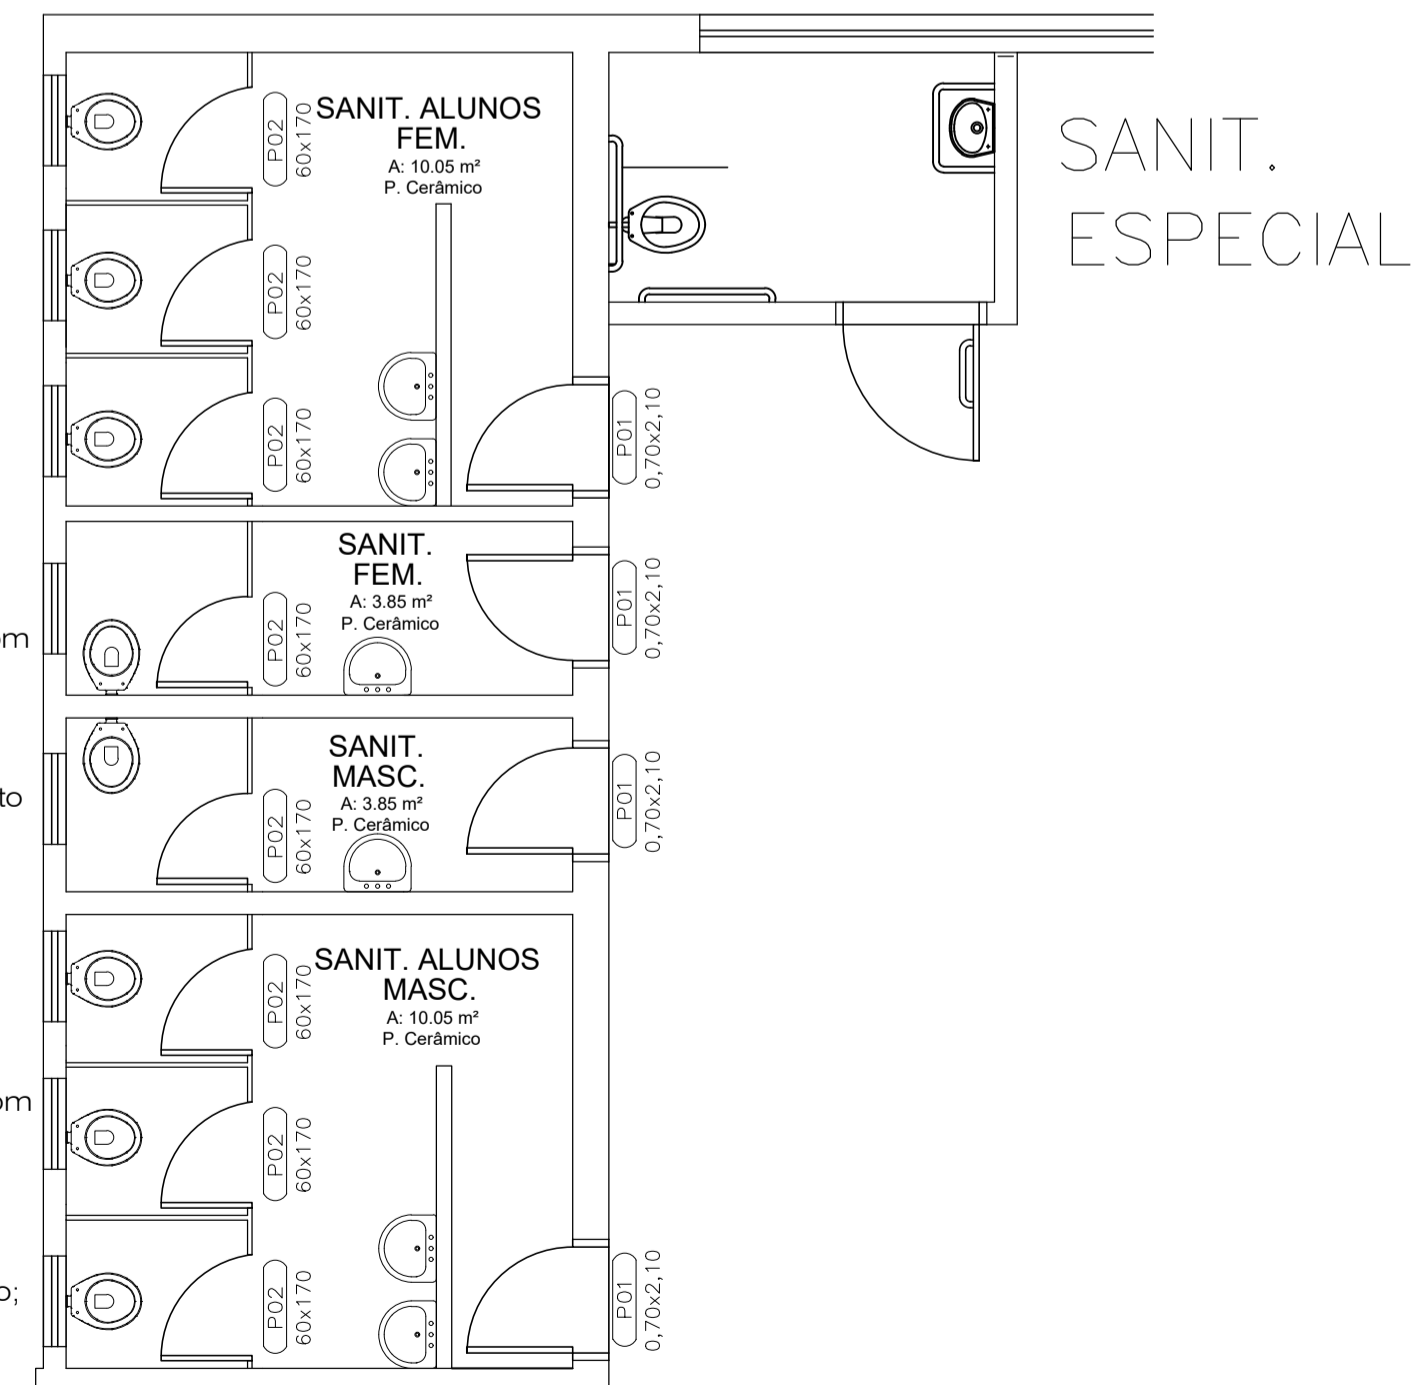 SANIT. ALUNOS
FEM.
A: 10.05 m²
P. Cerâmico
P02
60x170
P02
60x170
P02
60x170
P01
0,70x2,10
SANIT.
ESPECIAL
SANIT.
FEM.
A: 3.85 m²
P. Cerâmico
P02
60x170
P01
0,70x2,10
om
SANIT.
MASC.
A: 3.85 m²
P. Cerâmico
P02
60x170
P01
0,70x2,10
to
SANIT. ALUNOS
MASC.
A: 10.05 m²
P. Cerâmico
P02
60x170
P02
60x170
P02
60x170
P01
0,70x2,10
om
o;